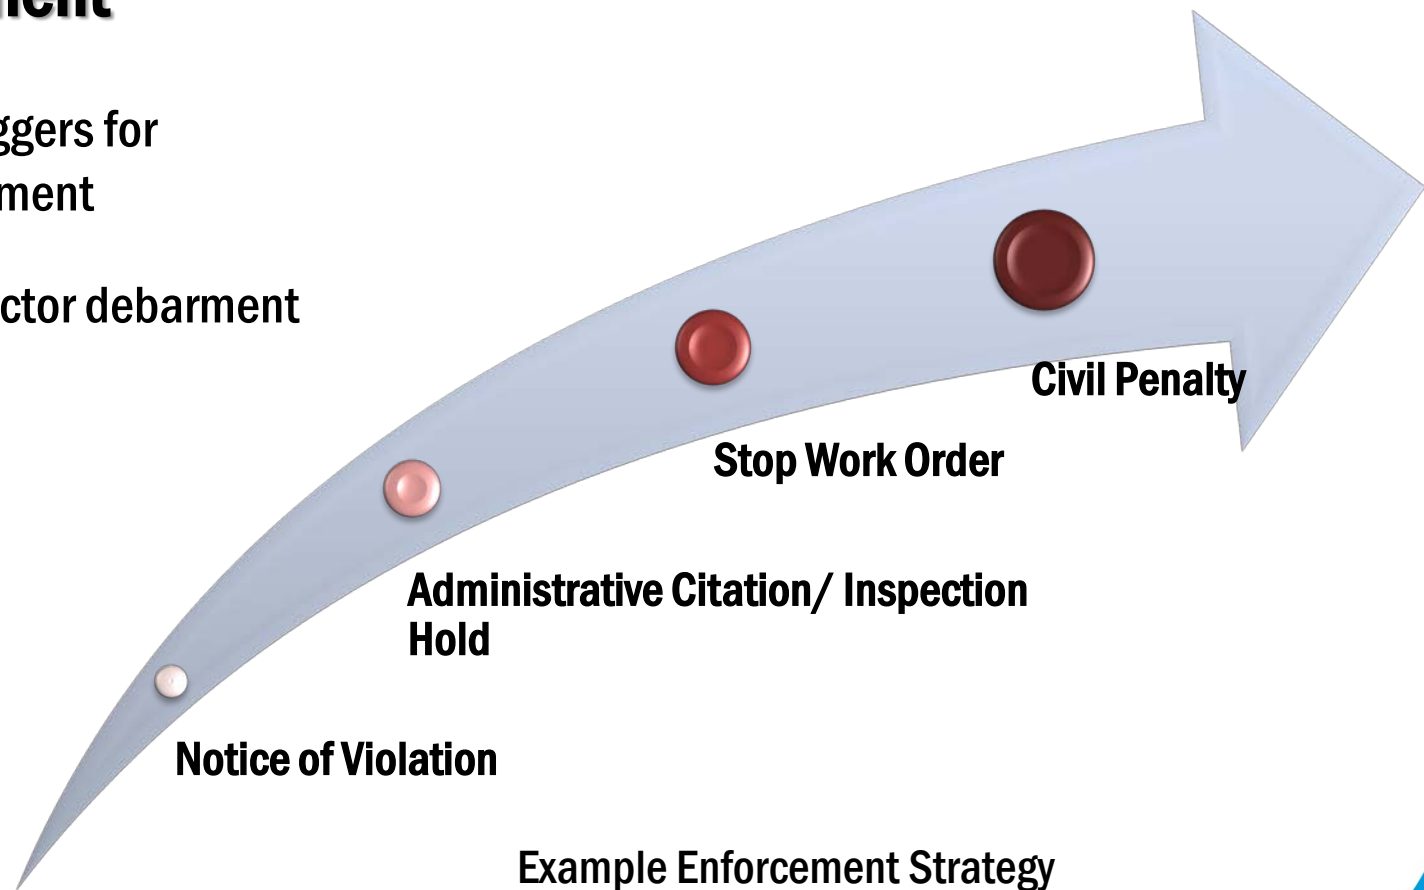 ggers for
ment
ctor debarment
Civil Penalty
Stop Work Order
Administrative Citation/ Inspection
Hold
Notice of Violation
Example Enforcement Strategy